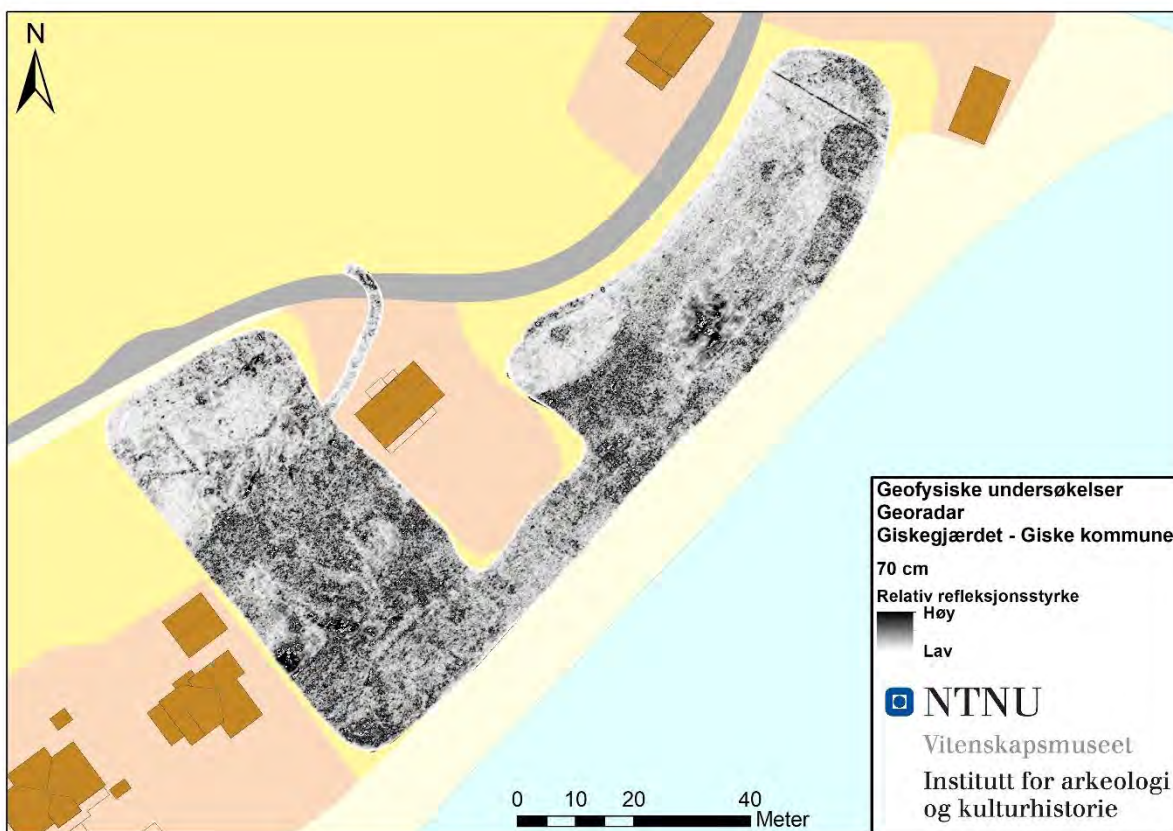 N
Geofysiske undersøkelser
Georadar
Giskegjærdet - Giske kommune
70 cm
Relativ refleksjonsstyrke
Høy
Lav
NTNU
Vitenskapsmuseet
Institutt for arkeologi
og kulturhistorie
0 10 20 40
Meter